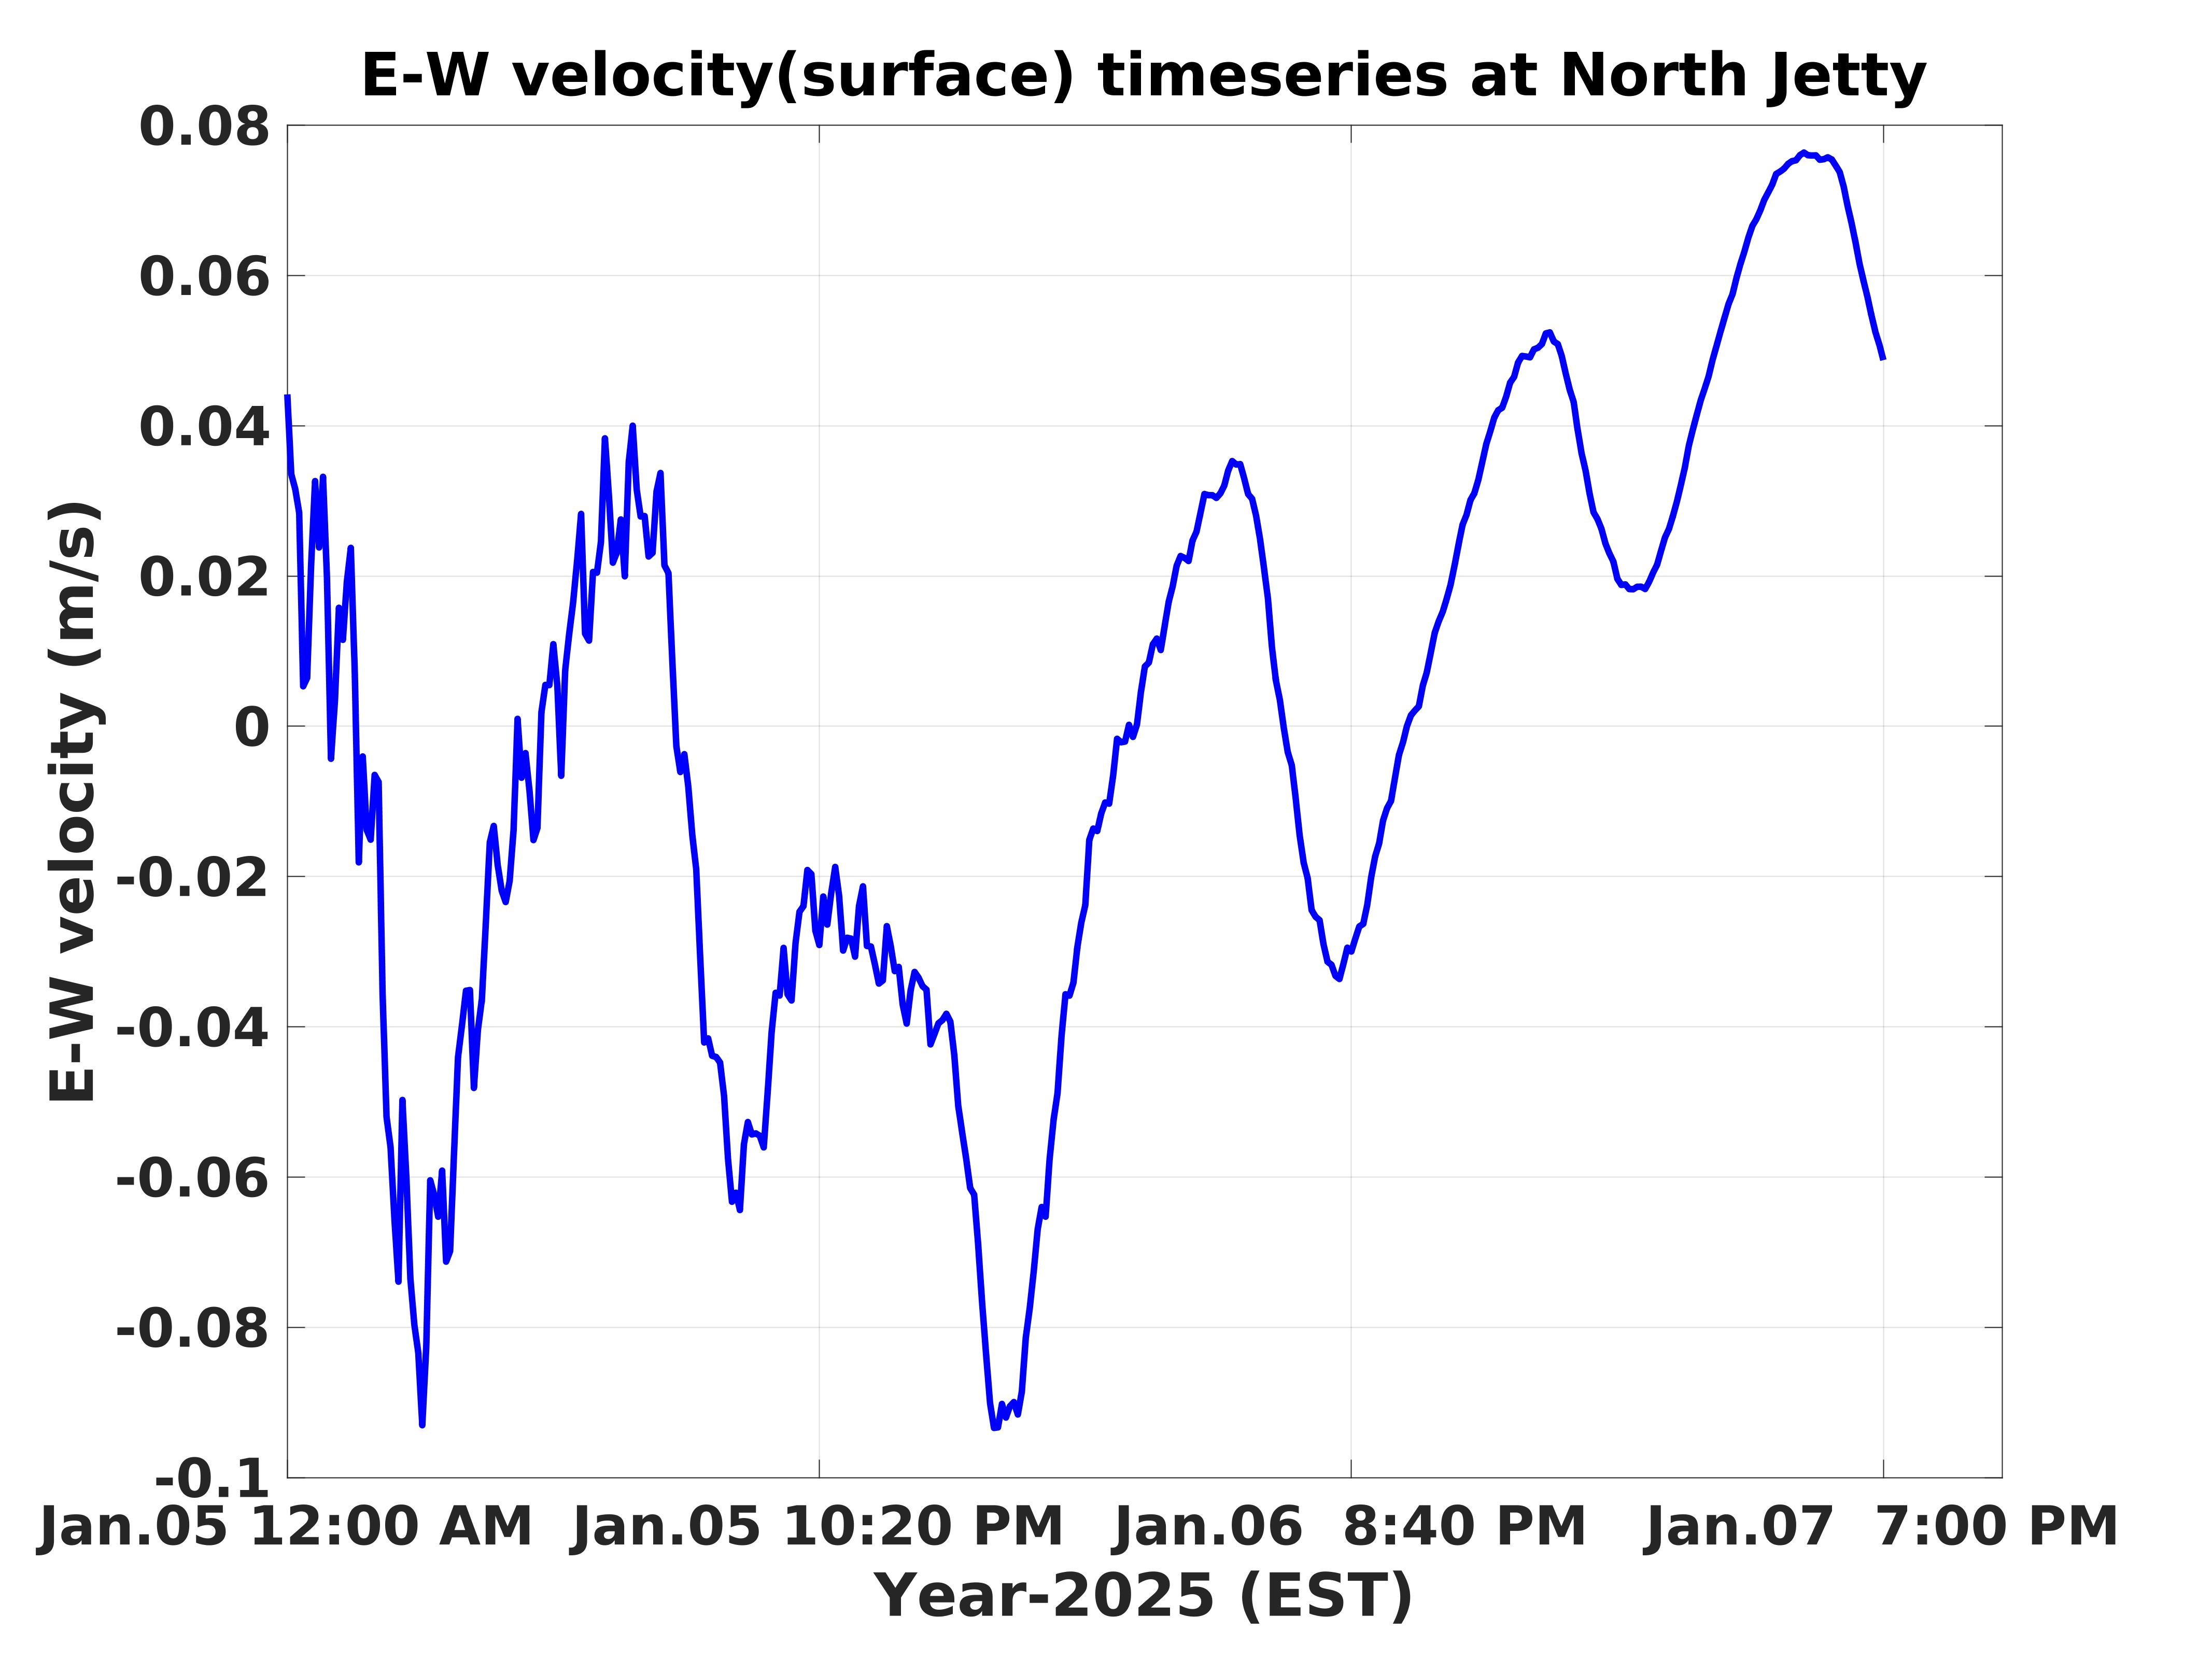 E-W velocity(surface) timeseries at North Jetty
E-W velocity (m/s)
0.08
0.06
0.04
0.02
0
-0.02
-0.04
-0.06
-0.08
-0.1
Jan.05 12:00 AM
Jan.05 10:20 PM
Jan.06 8:40 PM
Jan.07 7:00 PM
Year-2025 (EST)